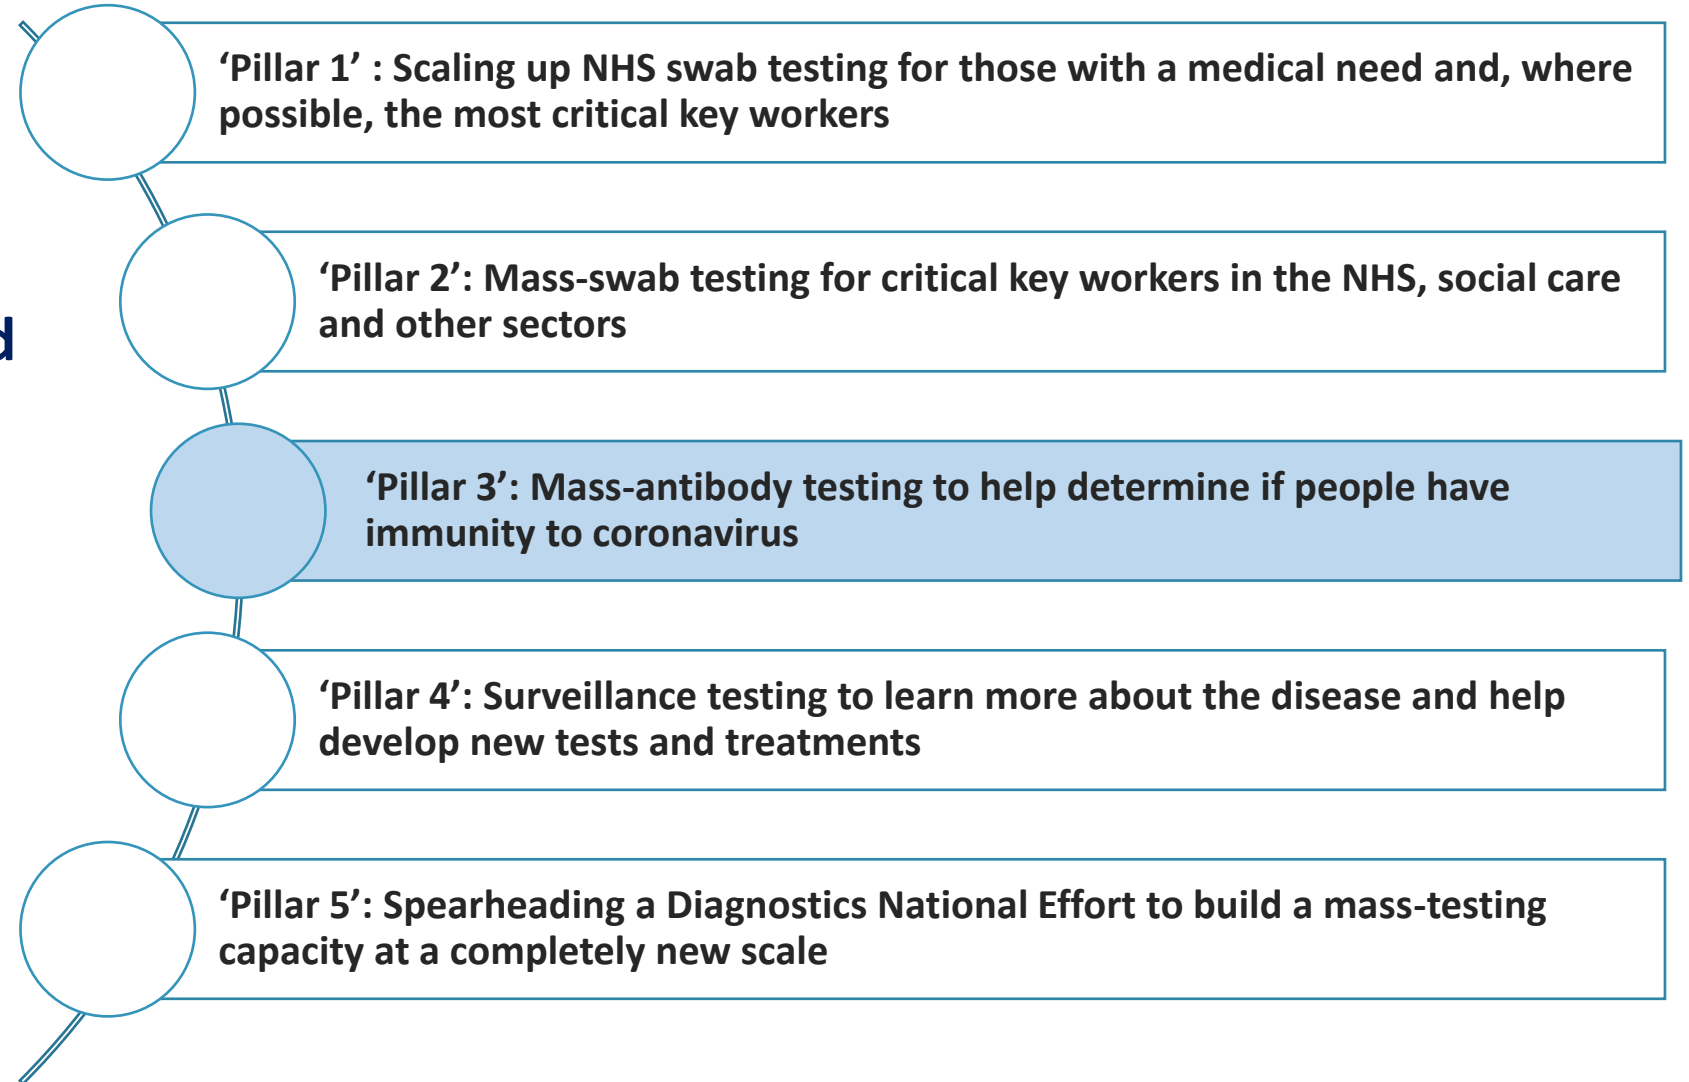 ‘Pillar 1’ : Scaling up NHS swab testing for those with a medical need and, where
possible, the most critical key workers
‘Pillar 2’: Mass-swab testing for critical key workers in the NHS, social care
and other sectors
d
‘Pillar 3’: Mass-antibody testing to help determine if people have
immunity to coronavirus
‘Pillar 4’: Surveillance testing to learn more about the disease and help
develop new tests and treatments
‘Pillar 5’: Spearheading a Diagnostics National Effort to build a mass-testing
capacity at a completely new scale